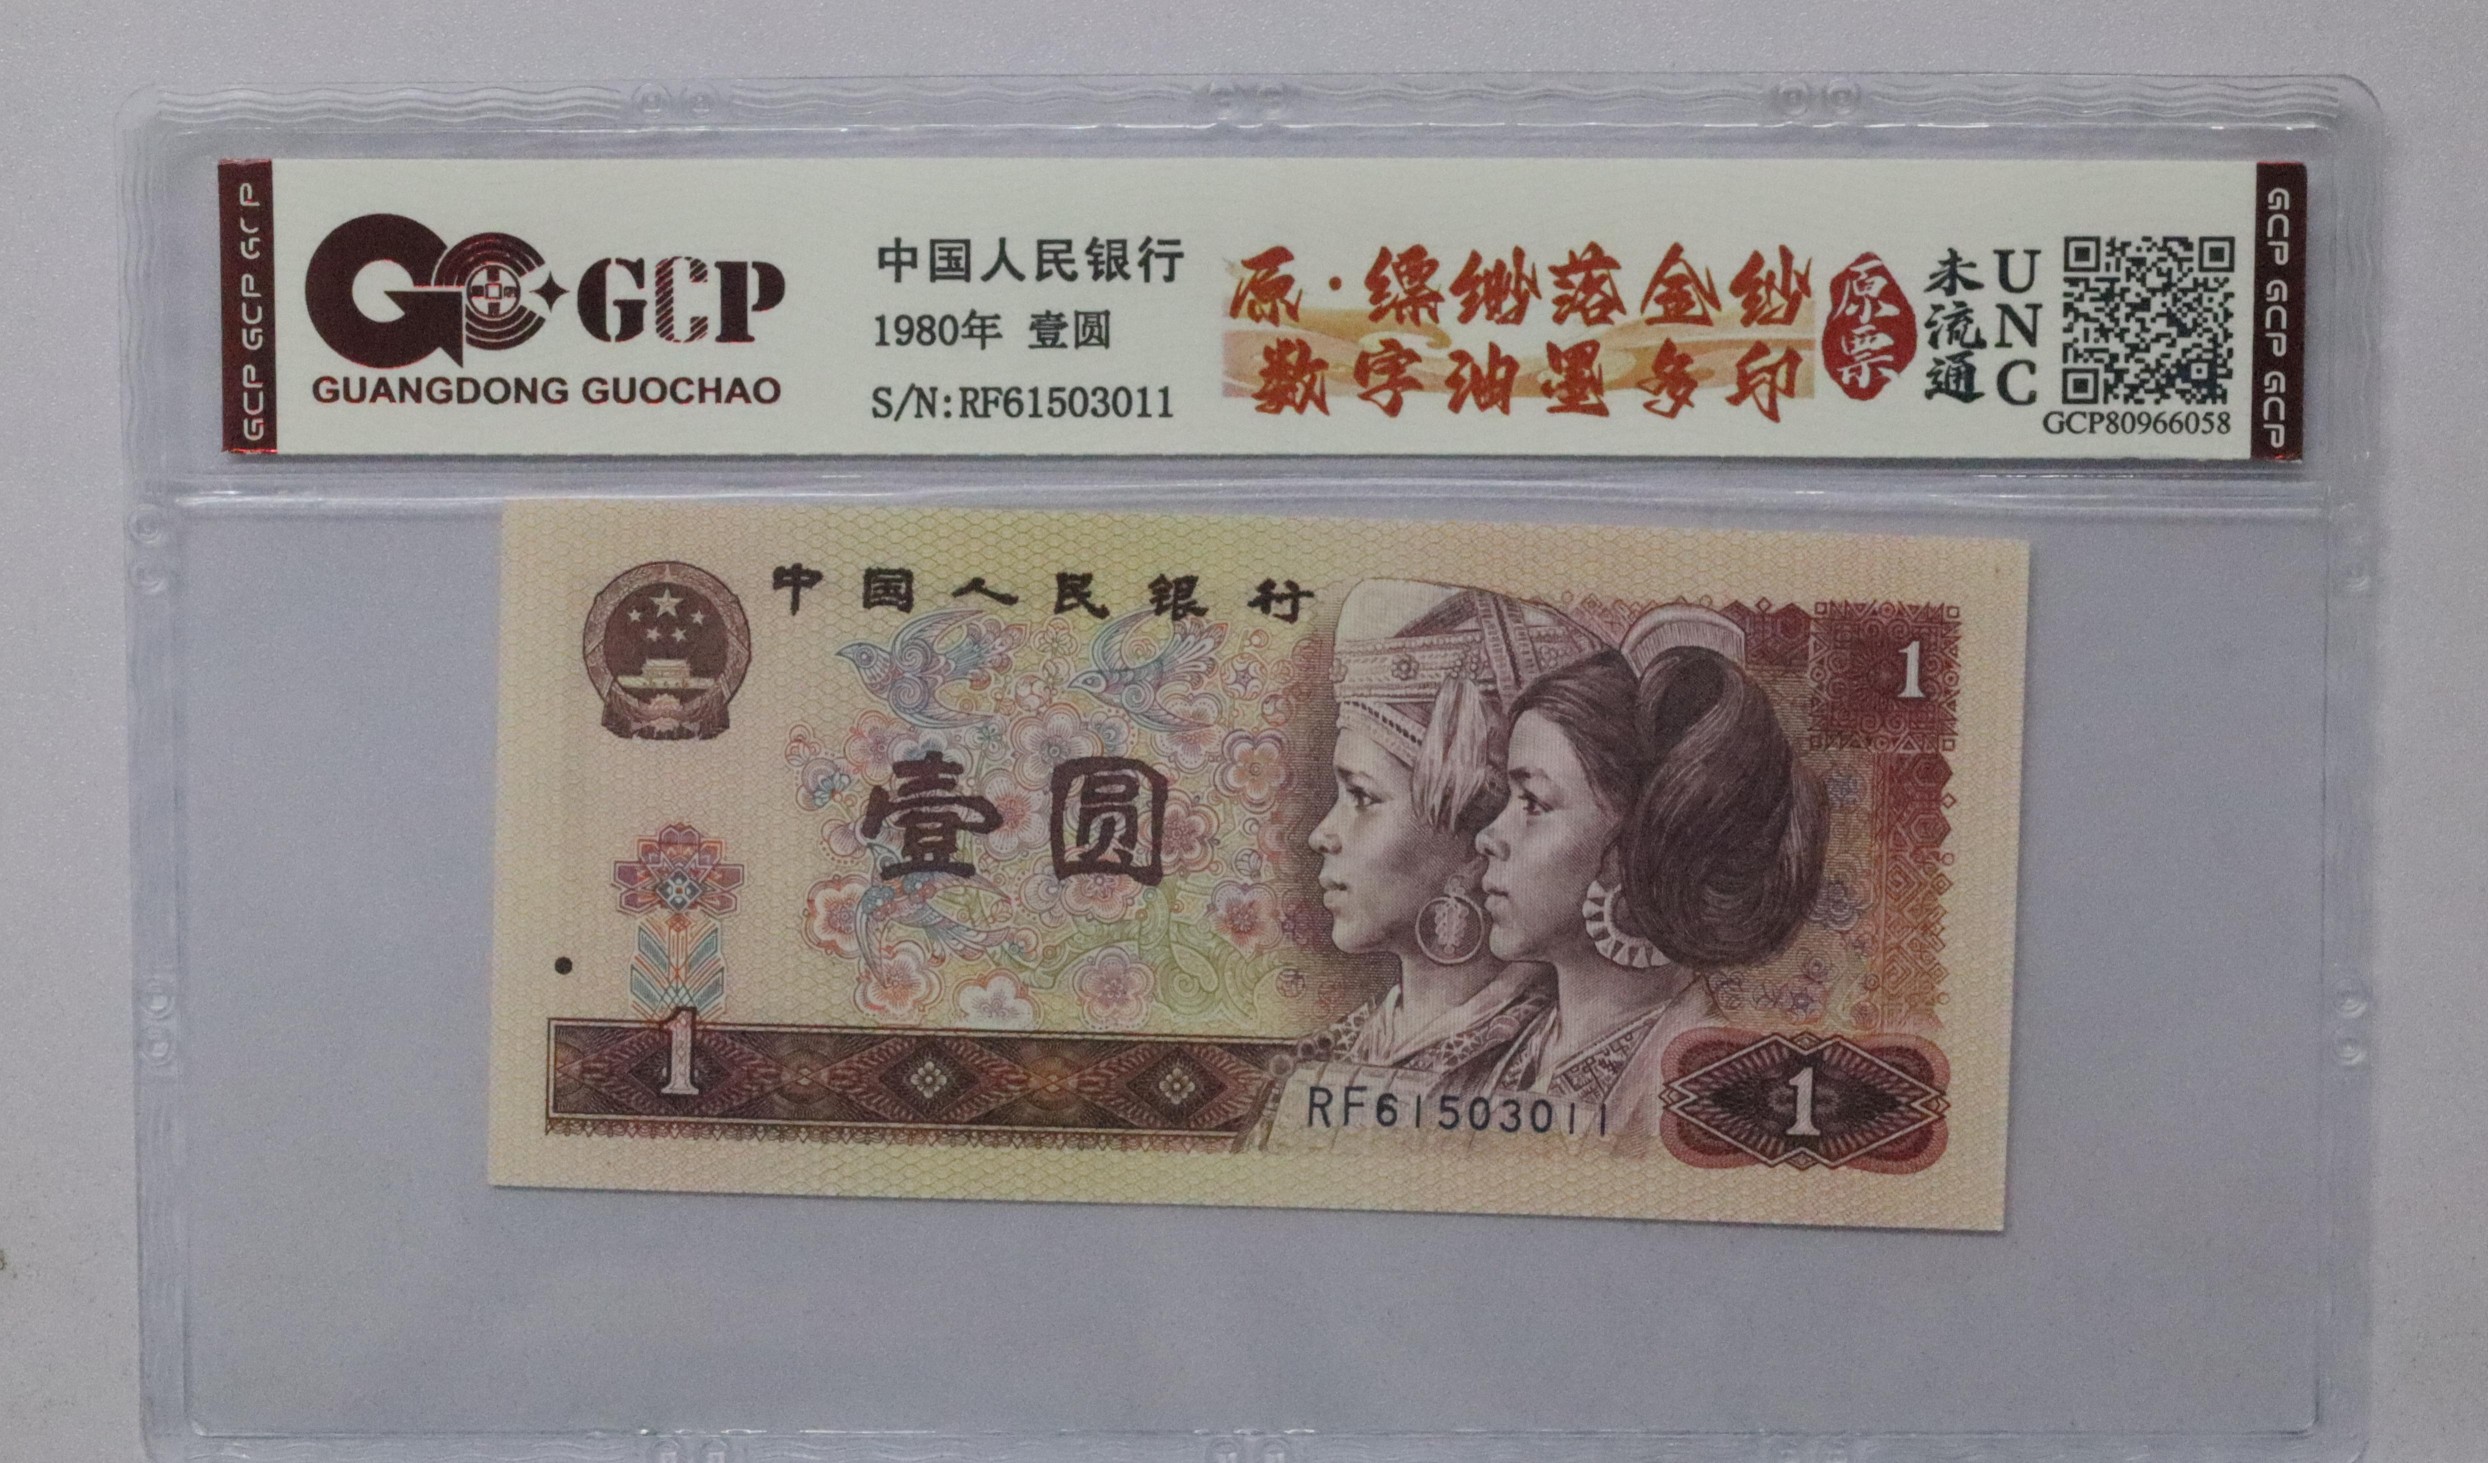 GCP GCP GCP
GCP
GUANGDONG GUOCHAO
中国人民银行
1980年 壹圆
S/N:RF61503011
原·缥缈落金纱
数字油墨多印
原票
未流通
UNC
GCP80966058
GCP GCP GCP
中国人民银行
1
壹圆
1
RF61503011
1